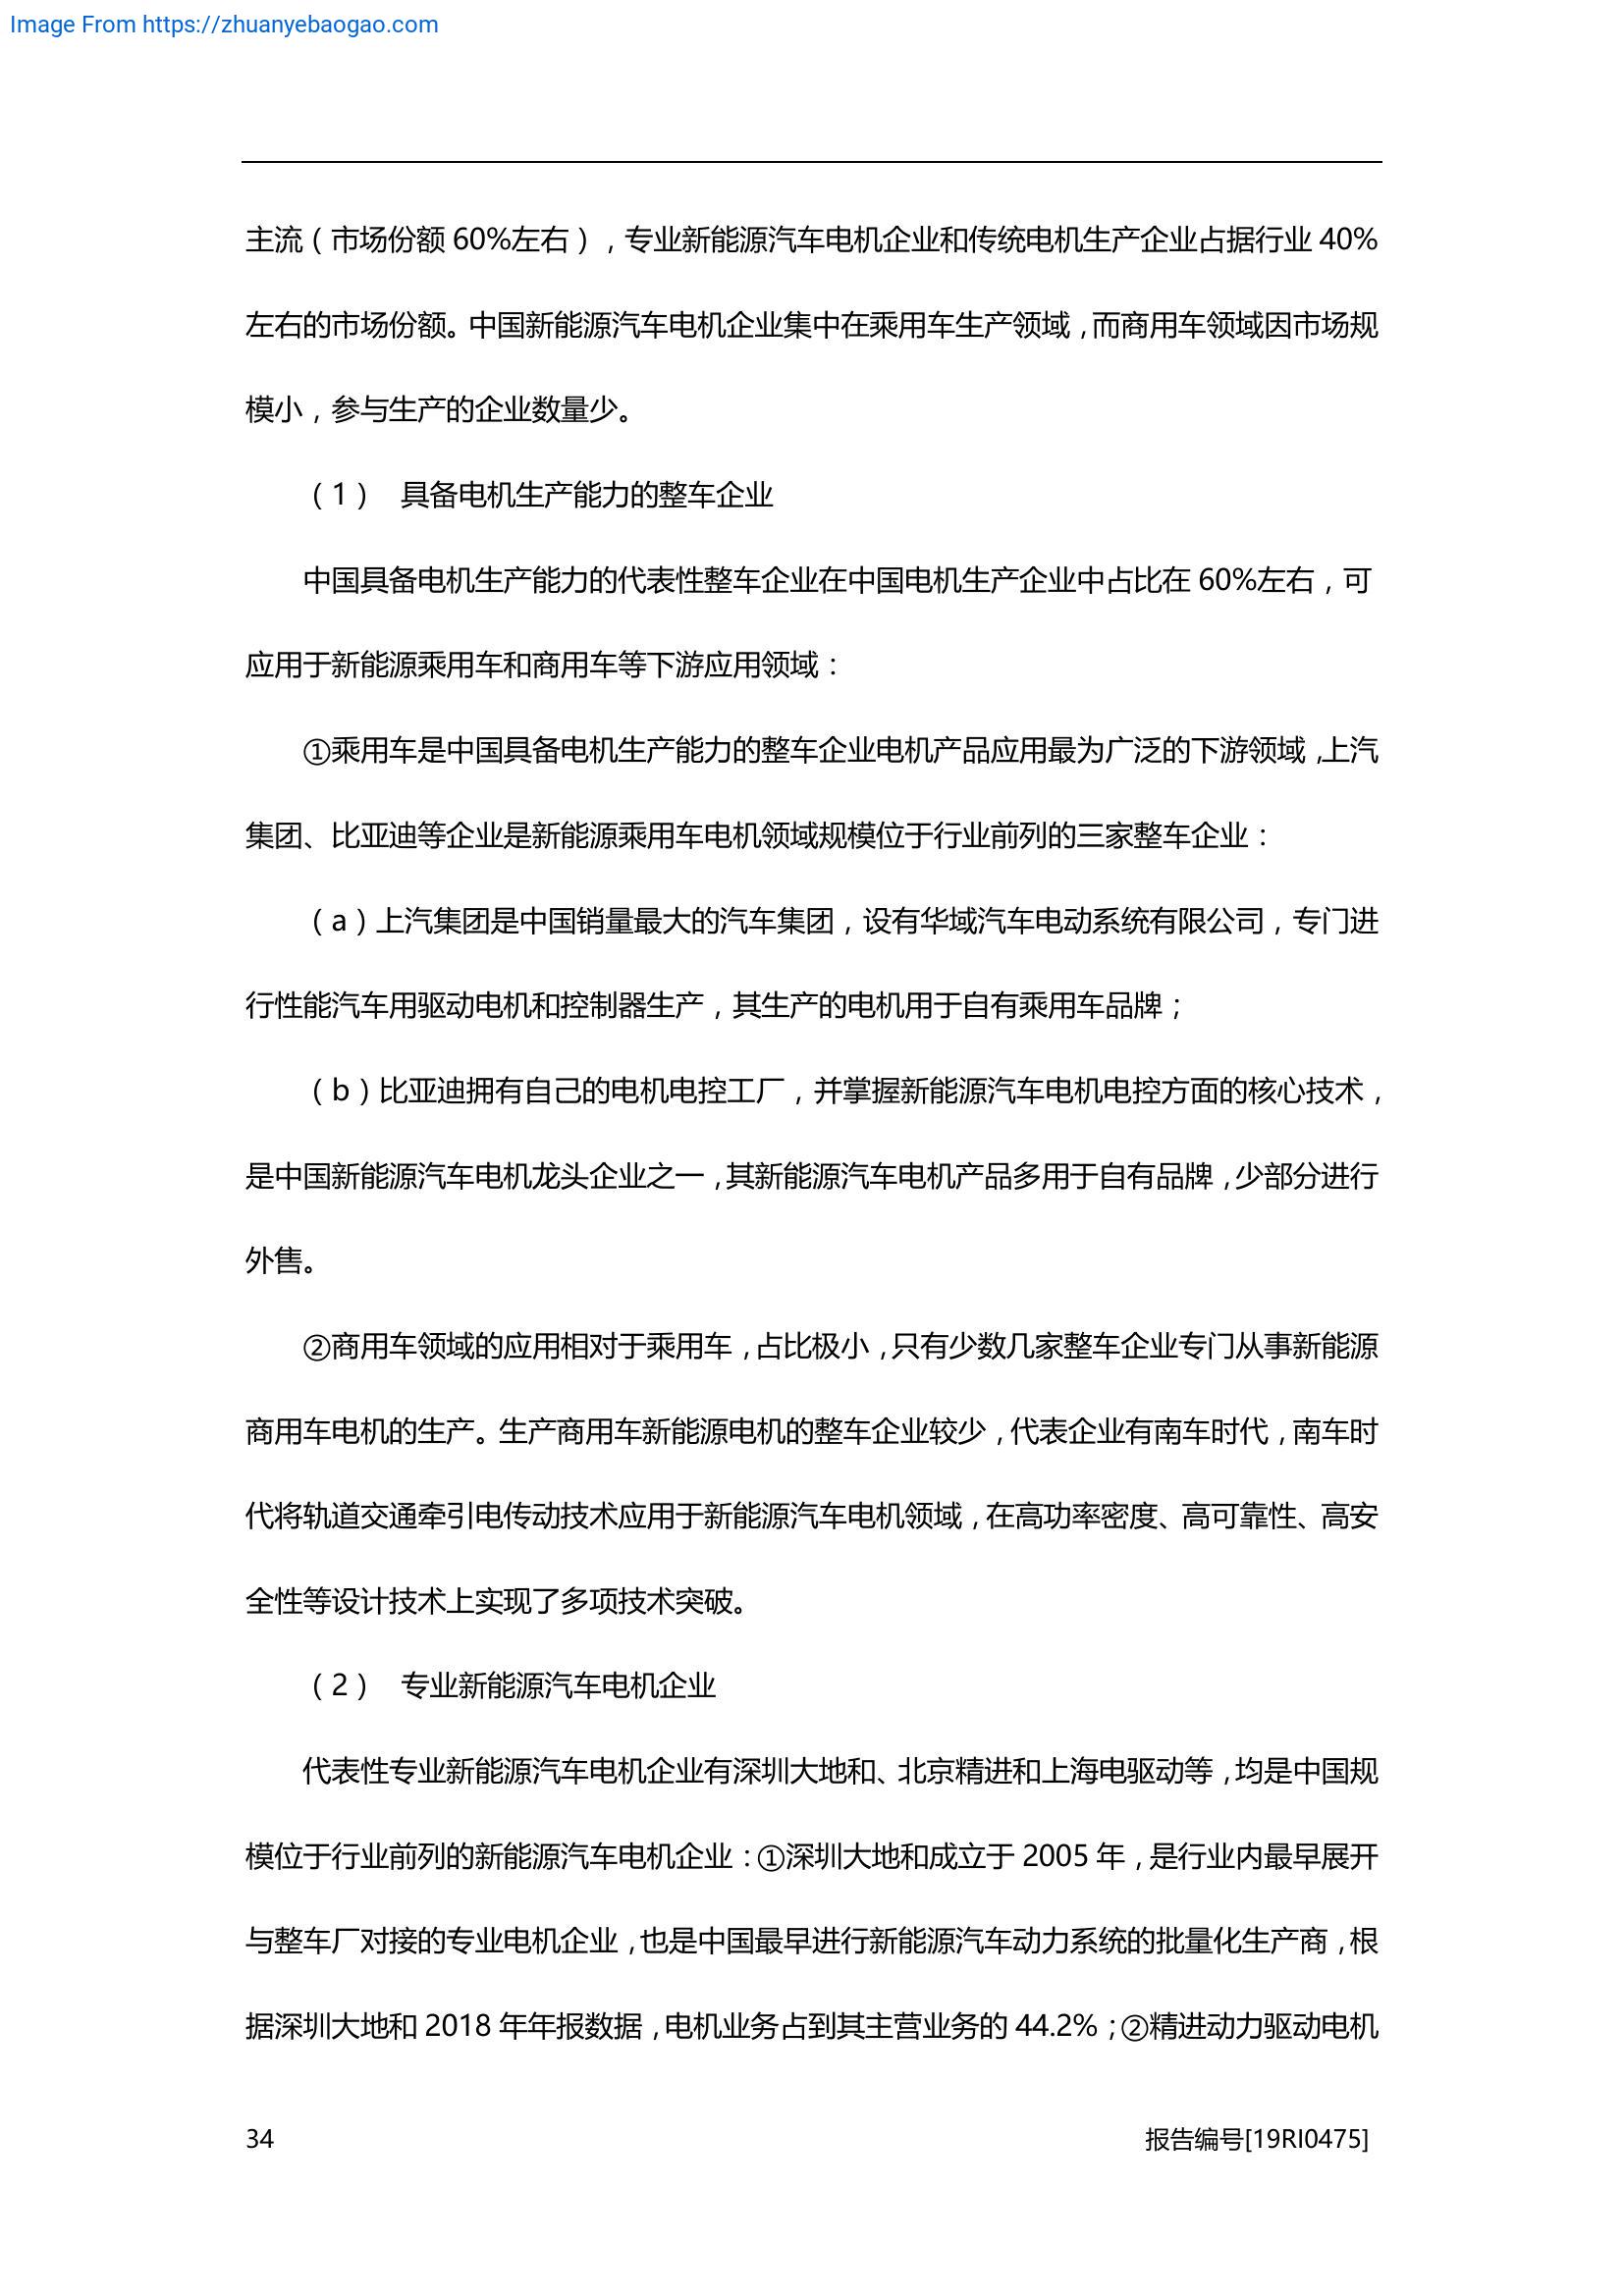 Image From https://zhuanyebaogao.com
主流（市场份额 60%左右），专业新能源汽车电机企业和传统电机生产企业占据行业 40%
左右的市场份额。中国新能源汽车电机企业集中在乘用车生产领域，而商用车领域因市场规
模小，参与生产的企业数量少。
（1） 具备电机生产能力的整车企业
中国具备电机生产能力的代表性整车企业在中国电机生产企业中占比在 60%左右，可
应用于新能源乘用车和商用车等下游应用领域：
①乘用车是中国具备电机生产能力的整车企业电机产品应用最为广泛的下游领域，上汽
集团、比亚迪等企业是新能源乘用车电机领域规模位于行业前列的三家整车企业：
（a）上汽集团是中国销量最大的汽车集团，设有华域汽车电动系统有限公司，专门进
行性能汽车用驱动电机和控制器生产，其生产的电机用于自有乘用车品牌；
（b）比亚迪拥有自己的电机电控工厂，并掌握新能源汽车电机电控方面的核心技术，
是中国新能源汽车电机龙头企业之一，其新能源汽车电机产品多用于自有品牌，少部分进行
外售。
②商用车领域的应用相对于乘用车，占比极小，只有少数几家整车企业专门从事新能源
商用车电机的生产。生产商用车新能源电机的整车企业较少，代表企业有南车时代，南车时
代将轨道交通牵引电传动技术应用于新能源汽车电机领域，在高功率密度、高可靠性、高安
全性等设计技术上实现了多项技术突破。
（2） 专业新能源汽车电机企业
代表性专业新能源汽车电机企业有深圳大地和、北京精进和上海电驱动等，均是中国规
模位于行业前列的新能源汽车电机企业：①深圳大地和成立于 2005 年，是行业内最早展开
与整车厂对接的专业电机企业，也是中国最早进行新能源汽车动力系统的批量化生产商，根
据深圳大地和 2018 年年报数据，电机业务占到其主营业务的 44.2%；②精进动力驱动电机
34 报告编号[19RI0475]